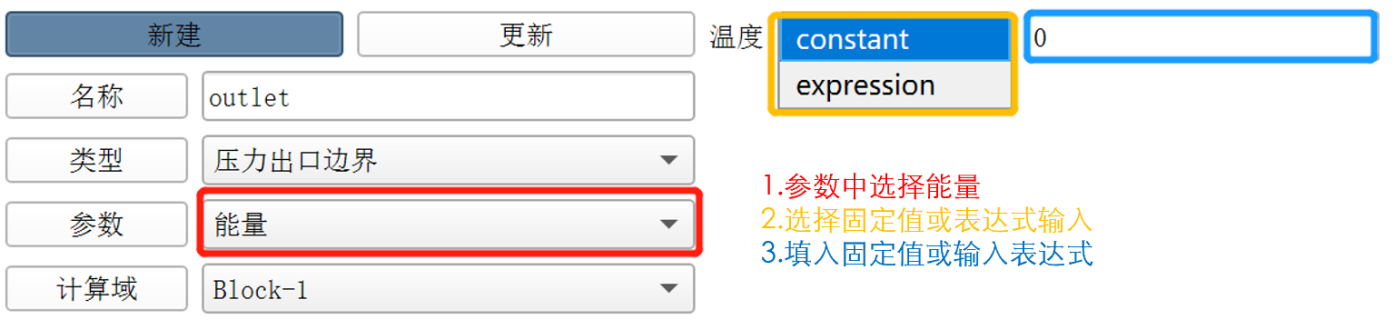 新建
更新
温度
constant
0
expression
名称
outlet
类型
压力出口边界
参数
能量
计算域
Block-1
1.参数中选择能量
2.选择固定值或表达式输入
3.填入固定值或输入表达式